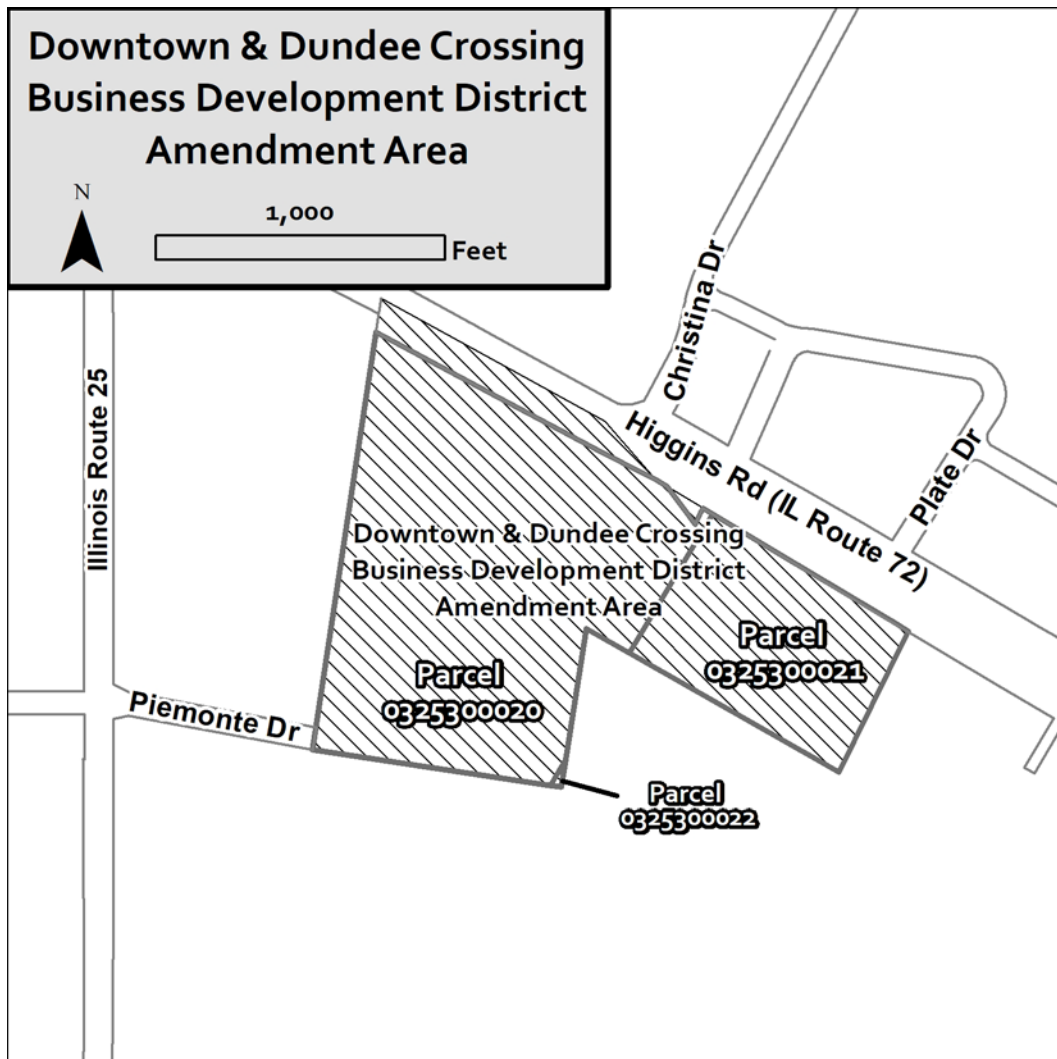 Downtown & Dundee Crossing
Business Development District
Amendment Area
N
1,000
Feet
Christina Dr
Illinois Route 25
Higgins Rd (IL Route 72)
Plate Dr
Downtown & Dundee Crossing
Business Development District
Amendment Area
Parcel
0325300021
Parcel
0325300020
Piemonte Dr
Parcel
0325300022